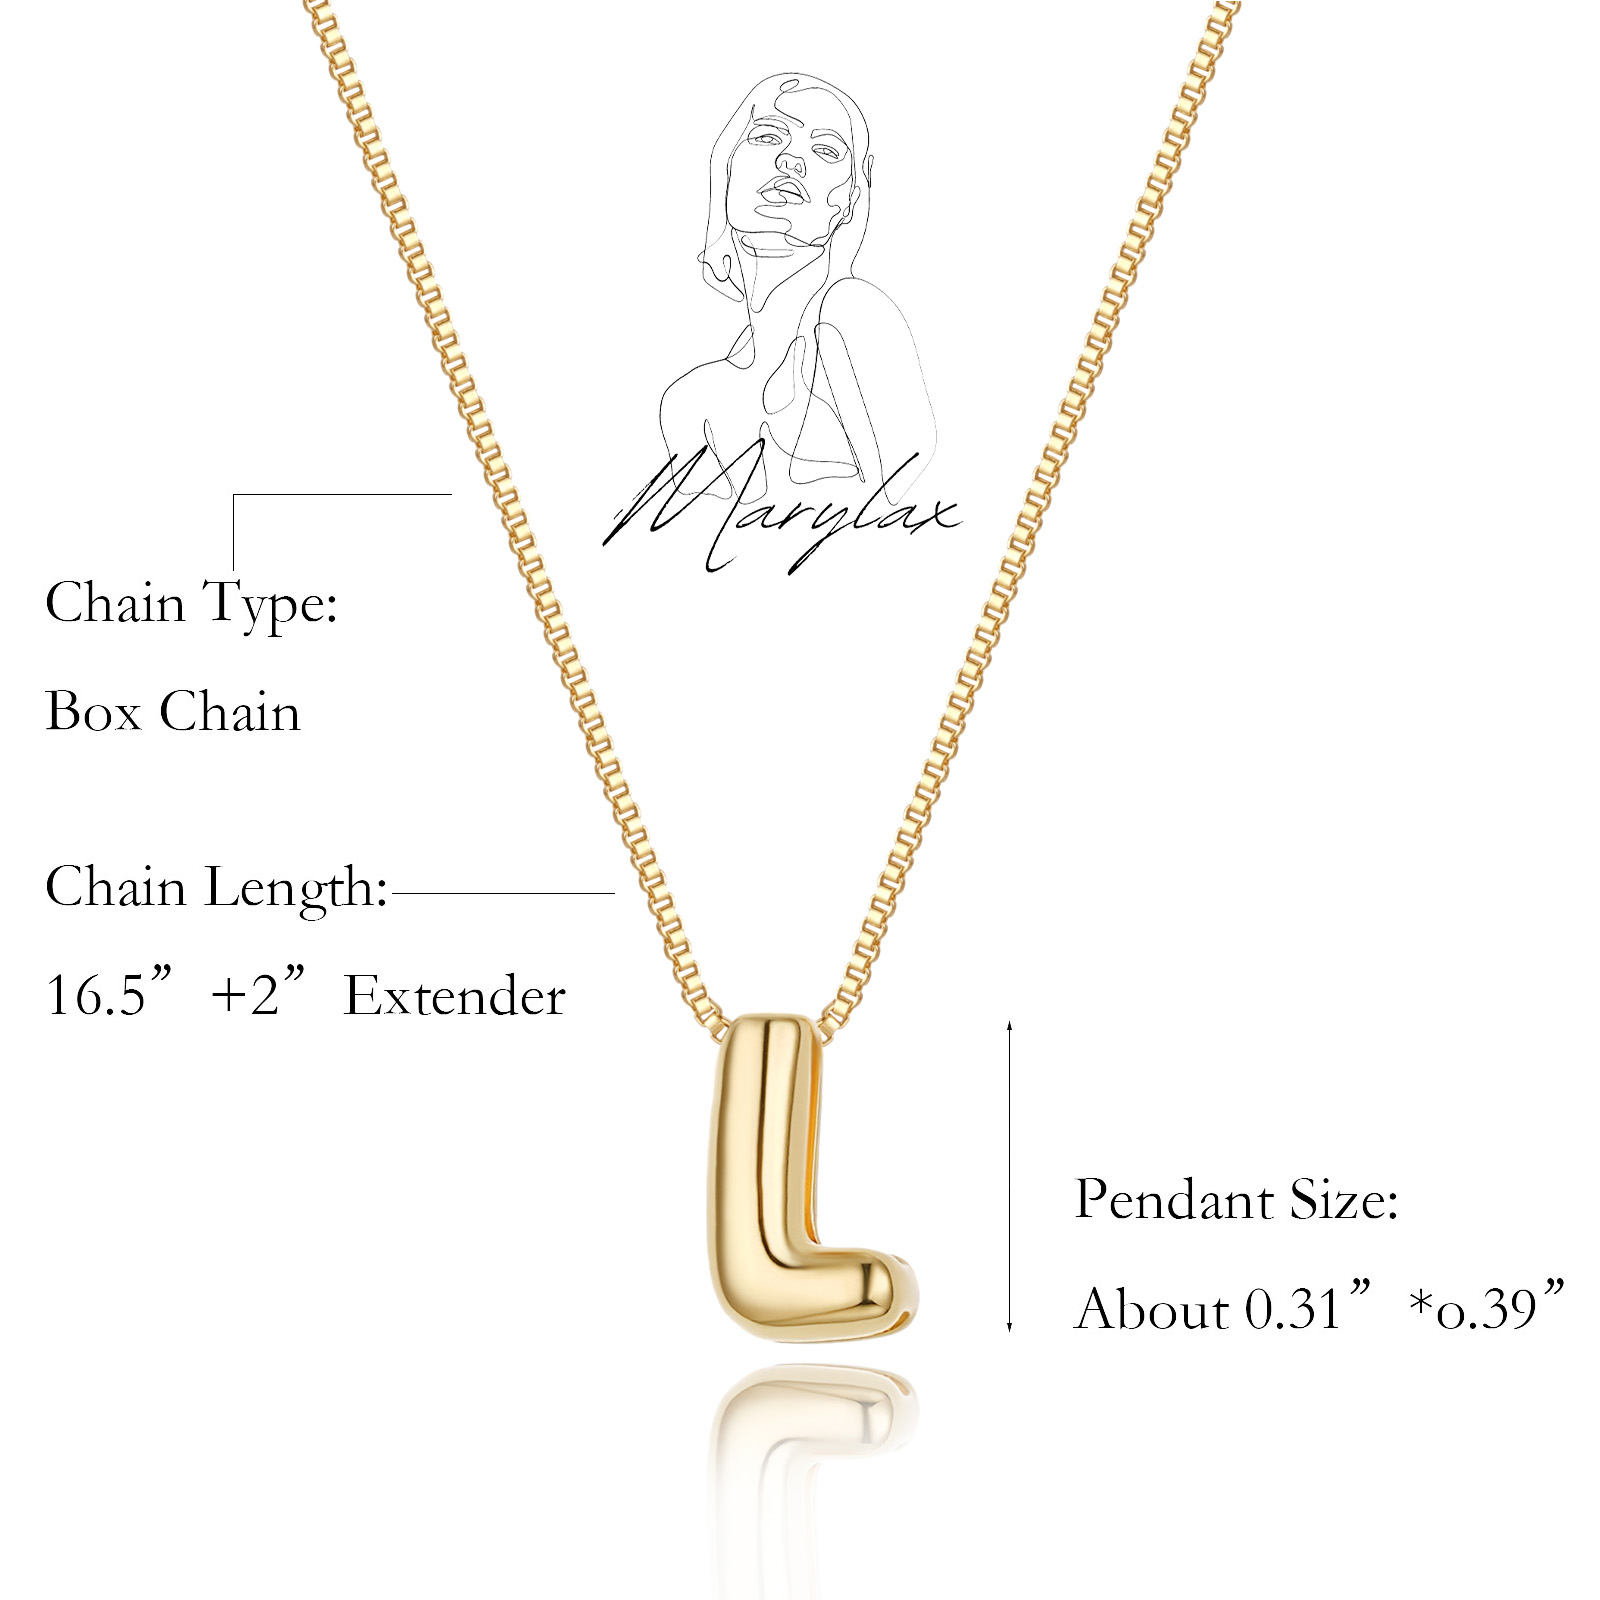 Marylax
Chain Type:
Box Chain
Chain Length:
16.5” +2” Extender
L
Pendant Size:
About 0.31” *o.39”